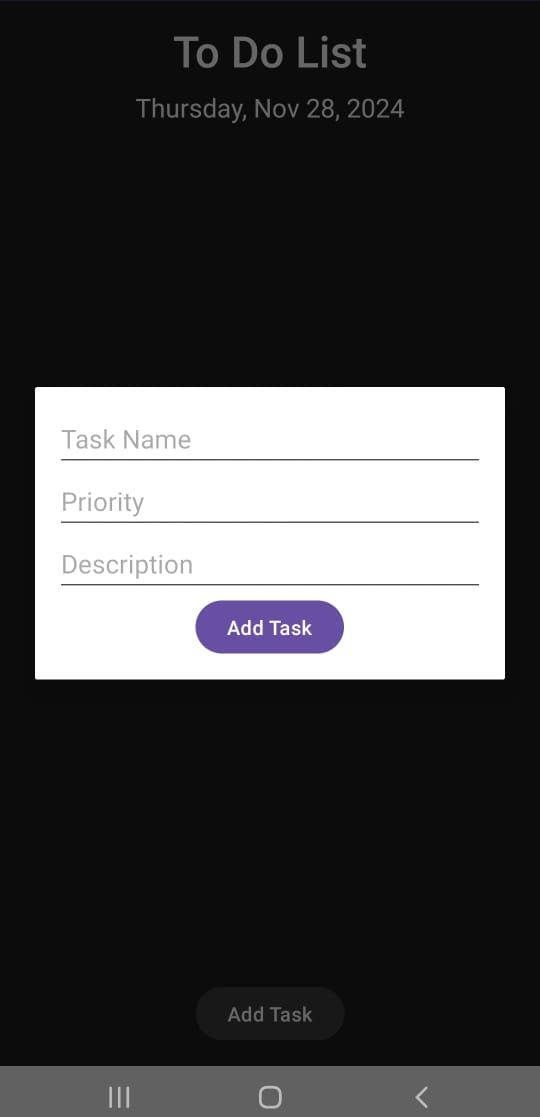 To Do List
Thursday, Nov 28, 2024
Task Name
Priority
Description
Add Task
Add Task